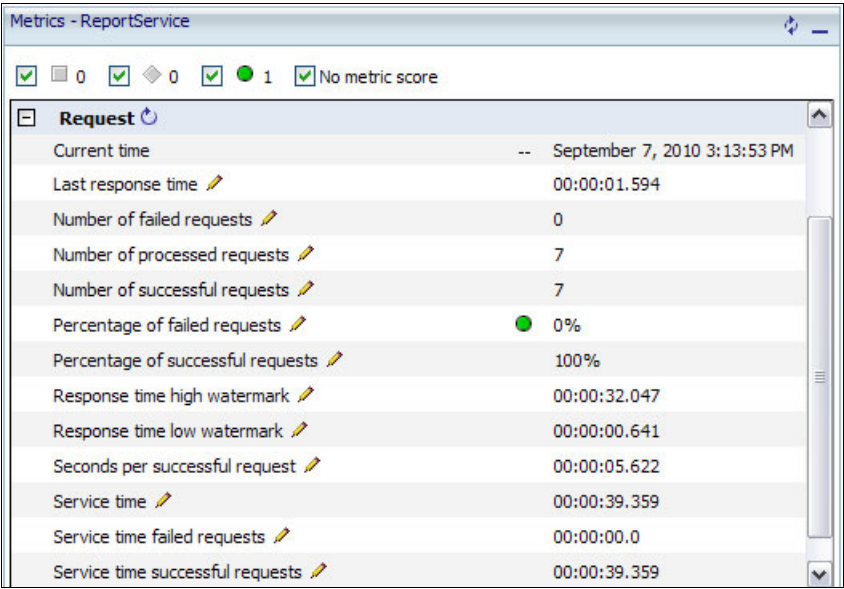 Metrics - ReportService
0 0 1 No metric score
Request
Current time -- September 7, 2010 3:13:53 PM
Last response time 00:00:01.594
Number of failed requests 0
Number of processed requests 7
Number of successful requests 7
Percentage of failed requests 0%
Percentage of successful requests 100%
Response time high watermark 00:00:32.047
Response time low watermark 00:00:00.641
Seconds per successful request 00:00:05.622
Service time 00:00:39.359
Service time failed requests 00:00:00.0
Service time successful requests 00:00:39.359